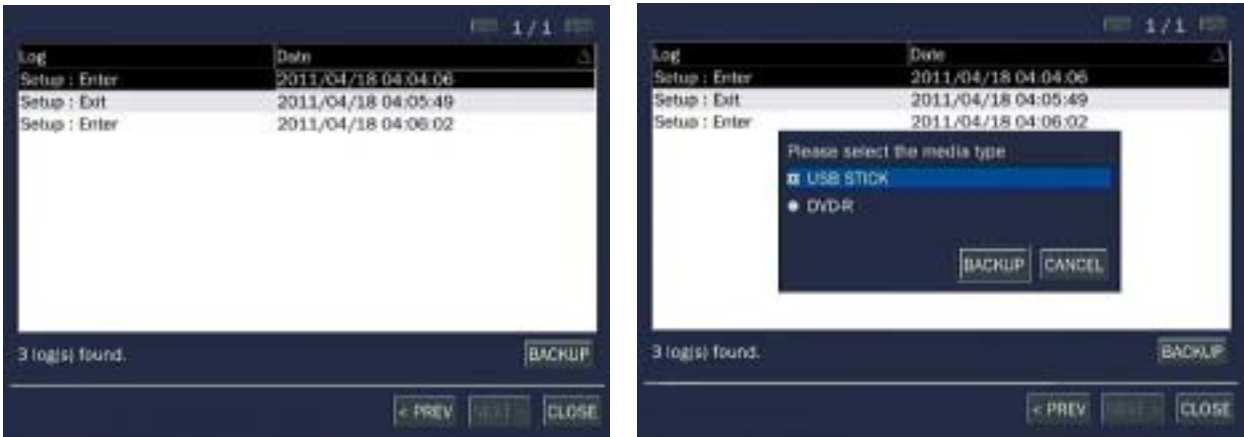 1/1
Log Date
Setup : Enter 2011/04/18 04:04:06
Setup : Exit 2011/04/18 04:05:49
Setup : Enter 2011/04/18 04:06:02
3 log(s) found.
BACKUP
< PREV NEXT > CLOSE
1/1
Log Date
Setup : Enter 2011/04/18 04:04:06
Setup : Exit 2011/04/18 04:05:49
Setup : Enter 2011/04/18 04:06:02
Please select the media type
USB STICK
DVD-R
BACKUP CANCEL
3 log(s) found.
BACKUP
< PREV NEXT > CLOSE